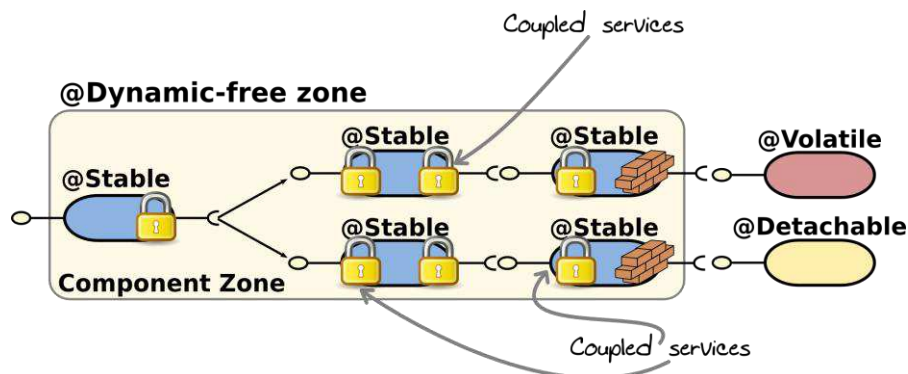 Coupled services
@Dynamic-free zone
@Stable
@Stable
@Volatile
@Stable
@Stable
@Stable
@Detachable
Component Zone
Coupled services